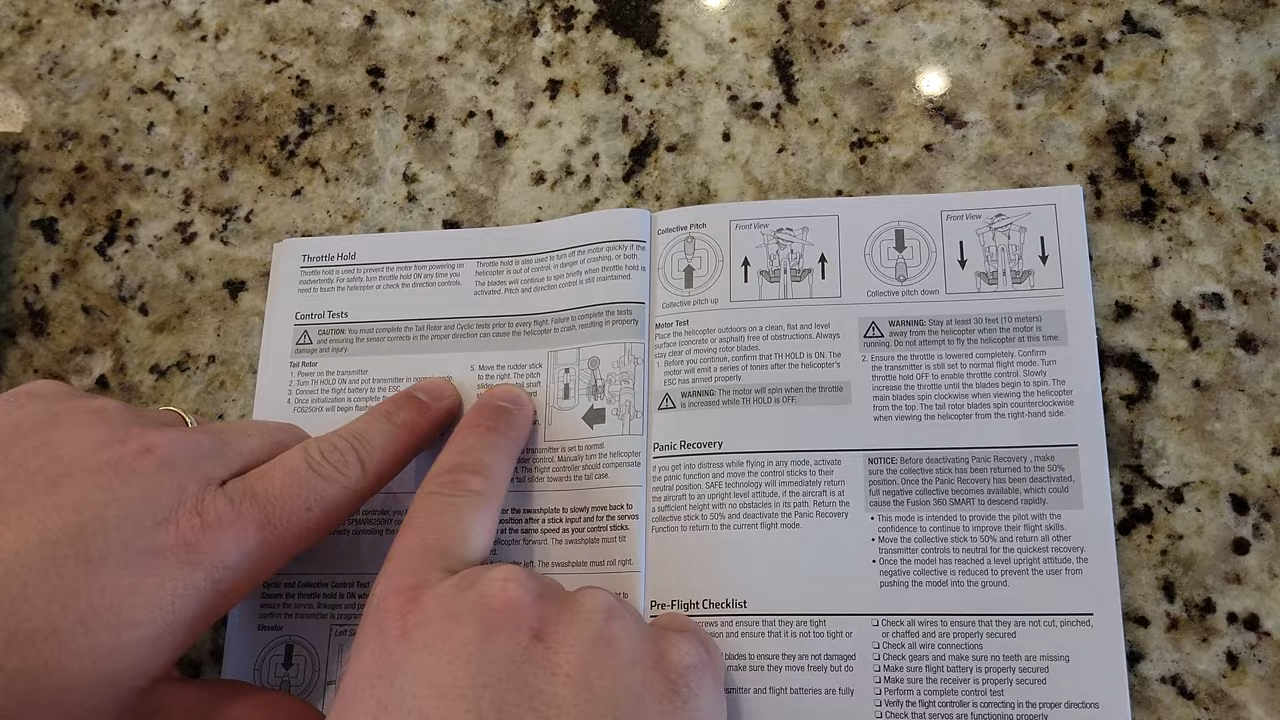 Throttle Hold
Throttle hold is used to prevent the motor from powering on
inadvertently. For safety, turn throttle hold ON any time you
need to touch the helicopter or check the direction controls.
Throttle hold is also used to turn off the motor quickly if the
helicopter is out of control, in danger of crashing, or both.
The blades will continue to spin briefly when throttle hold is
activated. Pitch and direction control is still maintained.
Control Tests
CAUTION: You must complete the Tail Rotor and Cyclic tests prior to every flight. Failure to complete the tests
and ensuring the sensor corrects in the proper direction can cause the helicopter to crash, resulting in property
damage and injury.
Tail Rotor
1. Power on the transmitter.
2. Turn TH HOLD ON and put transmitter in normal mode.
3. Connect the flight battery to the ESC.
4. Once initialization is complete
FC6250HX will begin
5. Move the rudder stick
to the right. The pitch
tail shaft
transmitter is set to normal.
control. Manually turn the helicopter
The flight controller should compensate
tail slider towards the tail case.
controller, you
SPMAR6250HX
controlling the
the swashplate to slowly move back to
position after a stick input and for the servos
at the same speed as your control sticks.
forward. The swashplate must tilt
left. The swashplate must roll right.
Cyclic and Collective Control Test
Ensure the throttle hold is ON
ensure the servos, linkages and
confirm the transmitter is
to
Elevator
Left
Collective Pitch
Front View
Front View
Collective pitch up
Collective pitch down
Motor Test
Place the helicopter outdoors on a clean, flat and level
surface (concrete or asphalt) free of obstructions. Always
stay clear of moving rotor blades.
1. Before you continue, confirm that TH HOLD is ON. The
motor will emit a series of tones after the helicopter's
ESC has armed properly.
WARNING: The motor will spin when the throttle
is increased while TH HOLD is OFF.
WARNING: Stay at least 30 feet (10 meters)
away from the helicopter when the motor is
running. Do not attempt to fly the helicopter at this time.
2. Ensure the throttle is lowered completely. Confirm
the transmitter is still set to normal flight mode. Turn
throttle hold OFF to enable throttle control. Slowly
increase the throttle until the blades begin to spin. The
main blades spin clockwise when viewing the helicopter
from the top. The tail rotor blades spin counterclockwise
when viewing the helicopter from the right-hand side.
Panic Recovery
If you get into distress while flying in any mode, activate
the panic function and move the control sticks to their
neutral position. SAFE technology will immediately return
the aircraft to an upright level attitude, if the aircraft is at
a sufficient height with no obstacles in its path. Return the
collective stick to 50% and deactivate the Panic Recovery
Function to return to the current flight mode.
NOTICE: Before deactivating Panic Recovery , make
sure the collective stick has been returned to the 50%
position. Once the Panic Recovery has been deactivated,
full negative collective becomes available, which could
cause the Fusion 360 SMART to descend rapidly.
• This mode is intended to provide the pilot with the
confidence to continue to improve their flight skills.
• Move the collective stick to 50% and return all other
transmitter controls to neutral for the quickest recovery.
• Once the model has reached a level upright attitude, the
negative collective is reduced to prevent the user from
pushing the model into the ground.
Pre-Flight Checklist
and ensure that they are tight
and ensure that it is not too tight or
blades to ensure they are not damaged
make sure they move freely but do
and flight batteries are fully
❏ Check all wires to ensure that they are not cut, pinched,
or chaffed and are properly secured
❏ Check all wire connections
❏ Check gears and make sure no teeth are missing
❏ Make sure flight battery is properly secured
❏ Make sure the receiver is properly secured
❏ Perform a complete control test
❏ Verify the flight controller is correcting in the proper directions
❏ Check that servos are functioning properly